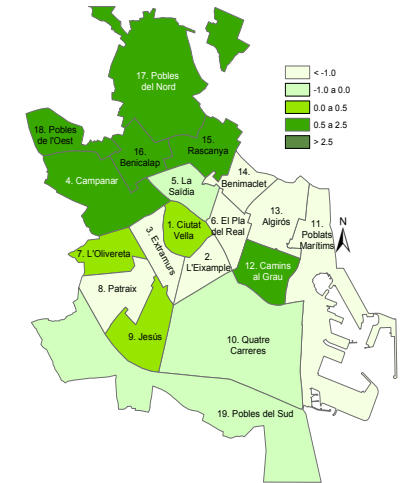 17. Pobles
del Nord
< -1.0
-1.0 a 0.0
0.0 a 0.5
0.5 a 2.5
> 2.5
18. Pobles
de l'Oest
16.
Benicalap
15.
Rascanya
4. Campanar
5. La
Saïdia
14.
Benimaclet
13.
Algirós
11.
Poblats
Marítims
N
1. Ciutat
Vella
6. El Pla
del Real
3. Extramurs
2.
L'Eixample
7. L'Olivereta
12. Camins
al Grau
8. Patraix
9. Jesús
10. Quatre
Carreres
19. Pobles del Sud